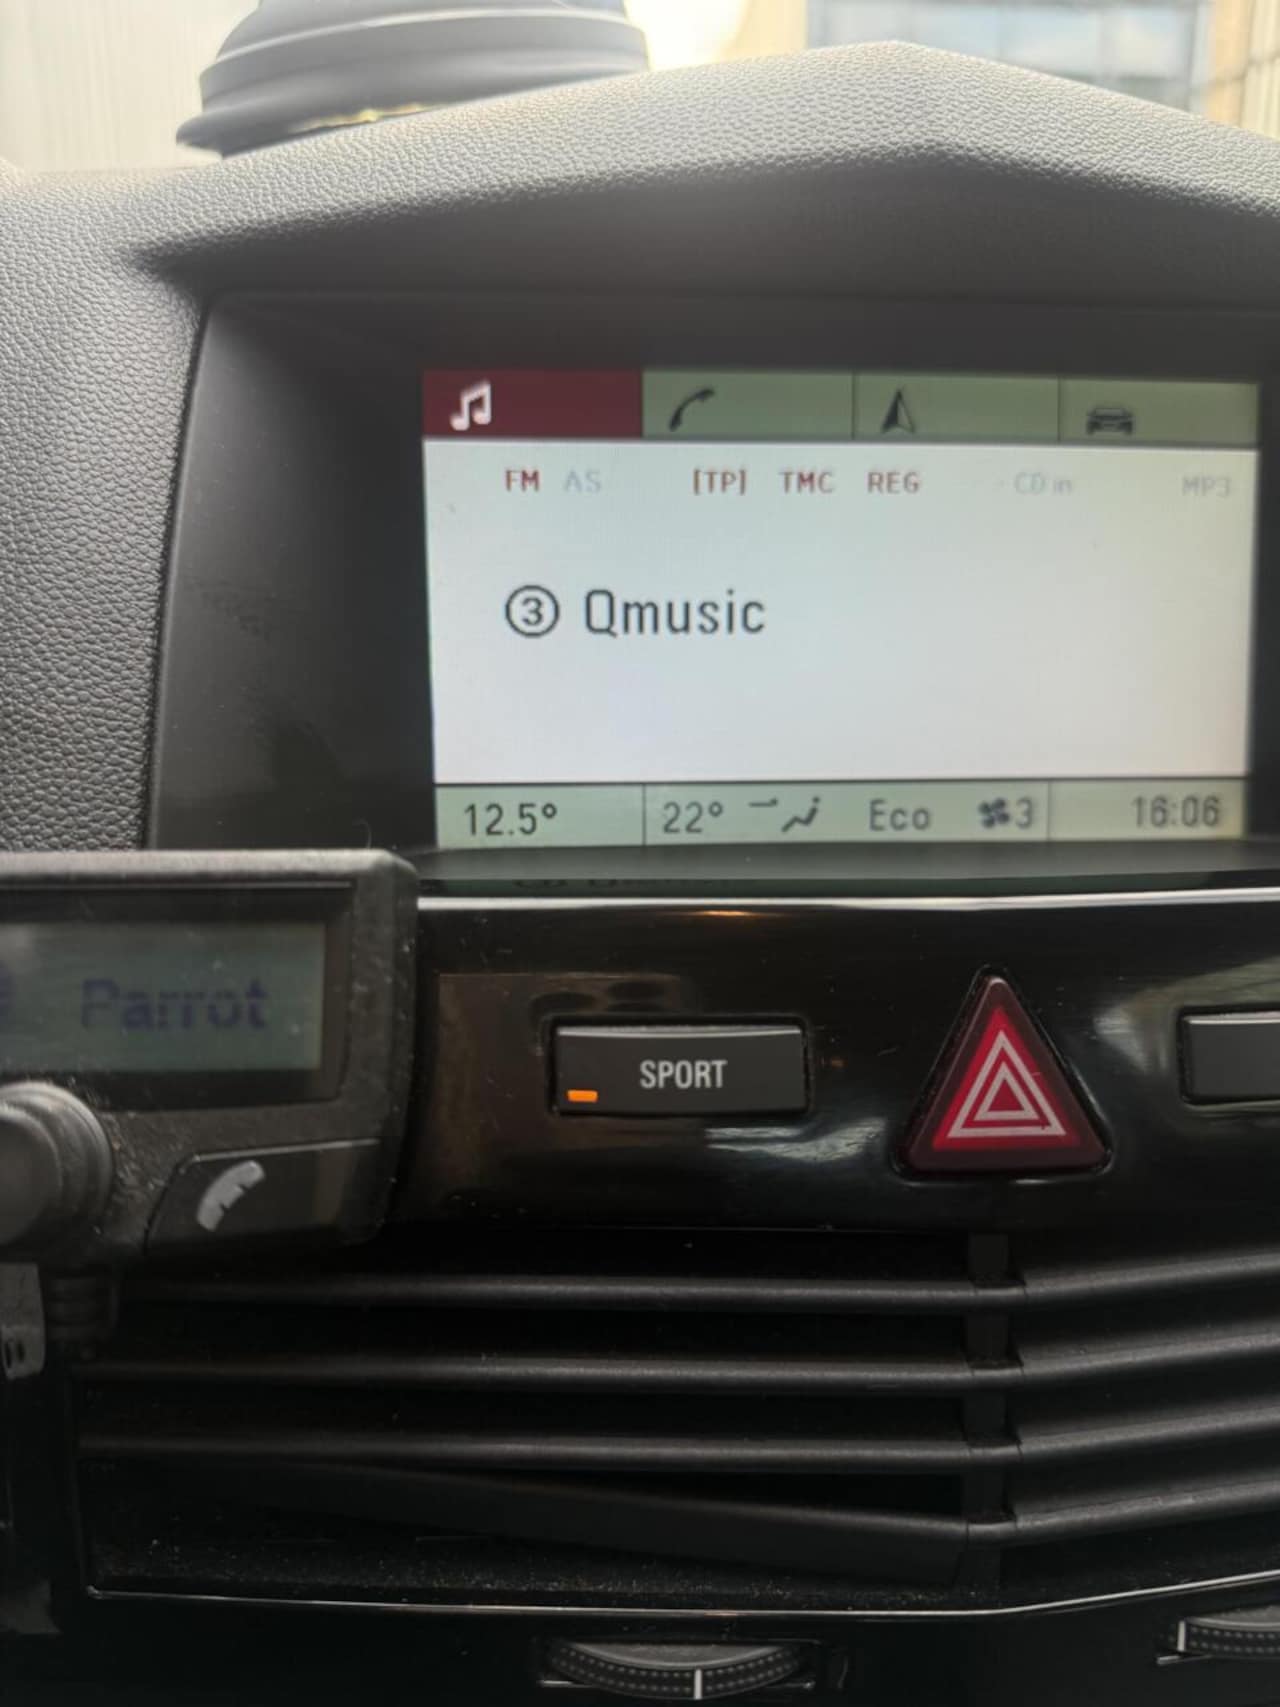 FM AS [TP] TMC REG CD in MP3
③ Qmusic
12.5° 22° Eco 3 16:06
Parrot
SPORT